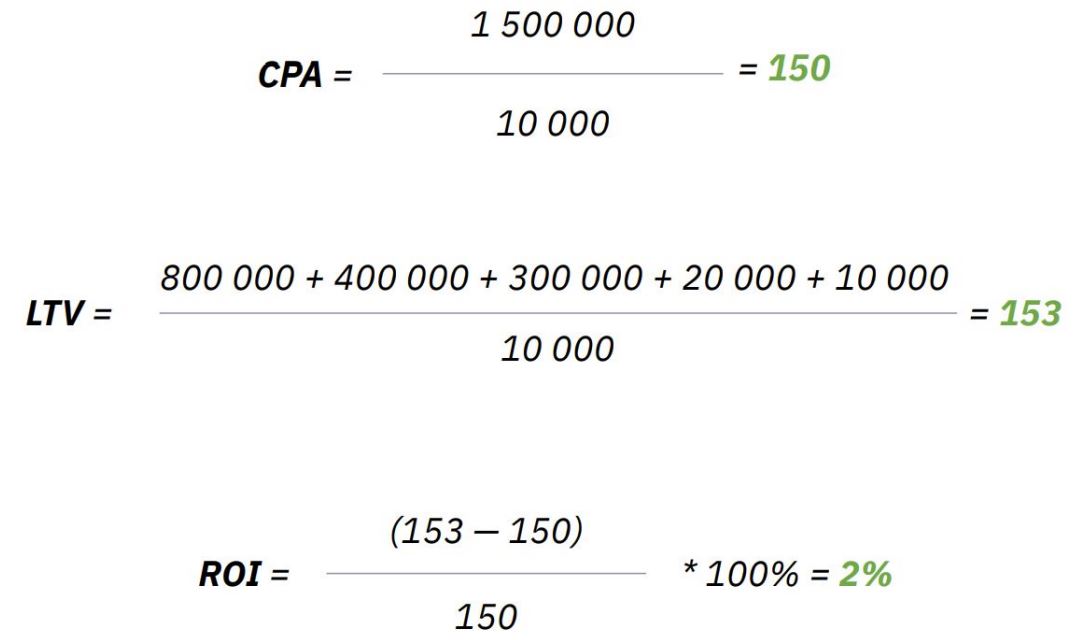 1 500 000
CPA = = 150
10 000
800 000 + 400 000 + 300 000 + 20 000 + 10 000
LTV = = 153
10 000
(153 — 150)
ROI = * 100% = 2%
150